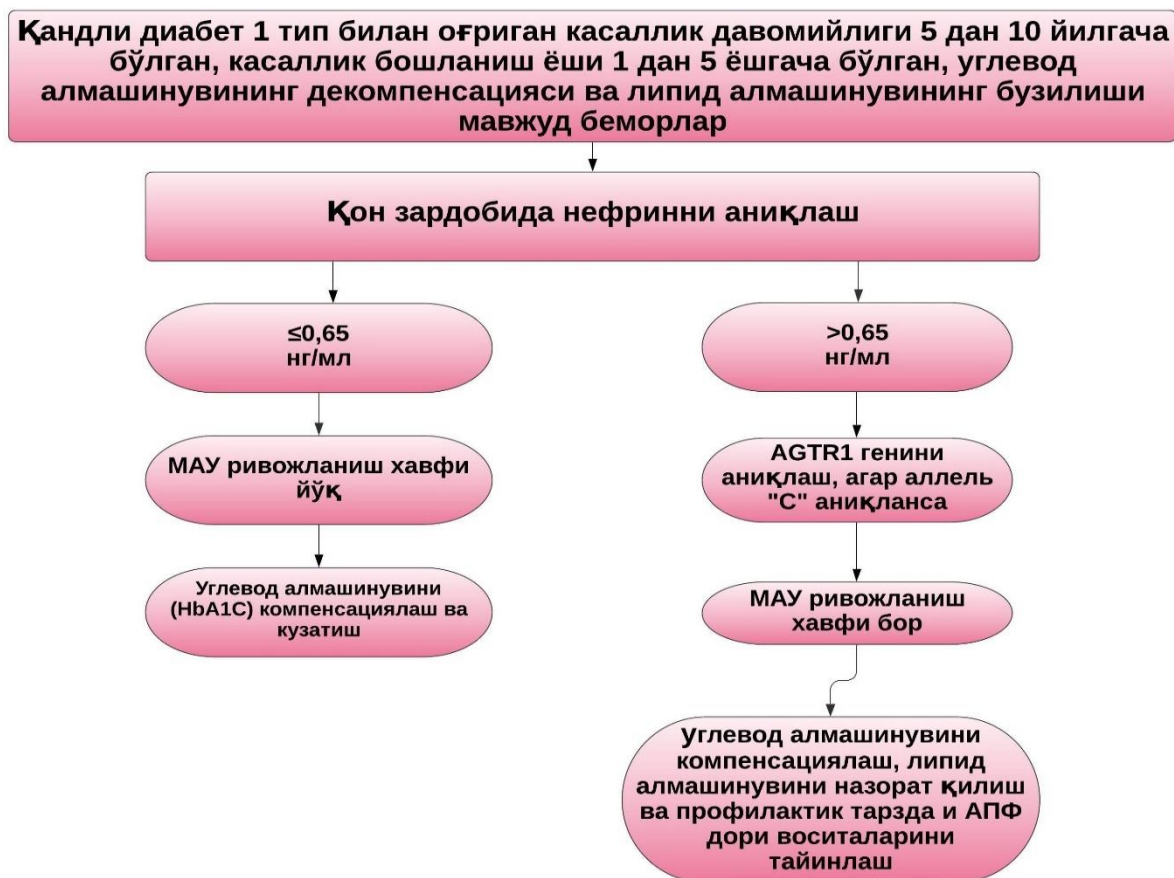 Қандли диабет 1 тип билан оғриган касаллик давомийлиги 5 дан 10 йилгача
бўлган, касаллик бошланиш ёши 1 дан 5 ёшгача бўлган, углевод
алмашинувининг декомпенсацияси ва липид алмашинувининг бузилиши
мавжуд беморлар
Қон зардобида нефринни аниқлаш
≤0,65
нг/мл
>0,65
нг/мл
МАУ ривожланиш хавфи
йўқ
AGTR1 генини
аниқлаш, агар аллель
"С" аниқланса
Углевод алмашинувини
(HbA1C) компенсациялаш ва
кузатиш
МАУ ривожланиш
хавфи бор
Углевод алмашинувини
компенсациялаш, липид
алмашинувини назорат қилиш
ва профилактик тарзда и АПФ
дори воситаларини
тайинлаш